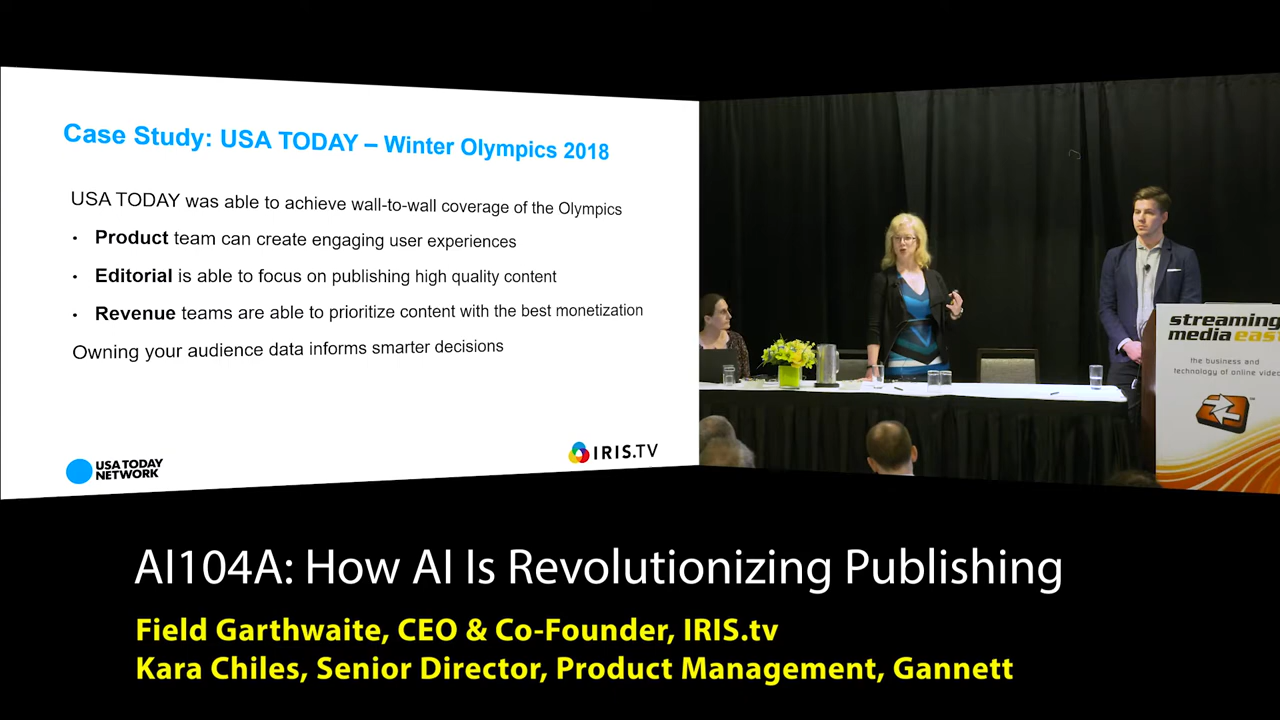 Case Study: USA TODAY – Winter Olympics 2018
USA TODAY was able to achieve wall-to-wall coverage of the Olympics
• Product team can create engaging user experiences
• Editorial is able to focus on publishing high quality content
• Revenue teams are able to prioritize content with the best monetization
Owning your audience data informs smarter decisions
USA TODAY
NETWORK
IRIS.TV
streaming
media east
the business and
technology of online video
AI104A: How AI Is Revolutionizing Publishing
Field Garthwaite, CEO & Co-Founder, IRIS.tv
Kara Chiles, Senior Director, Product Management, Gannett